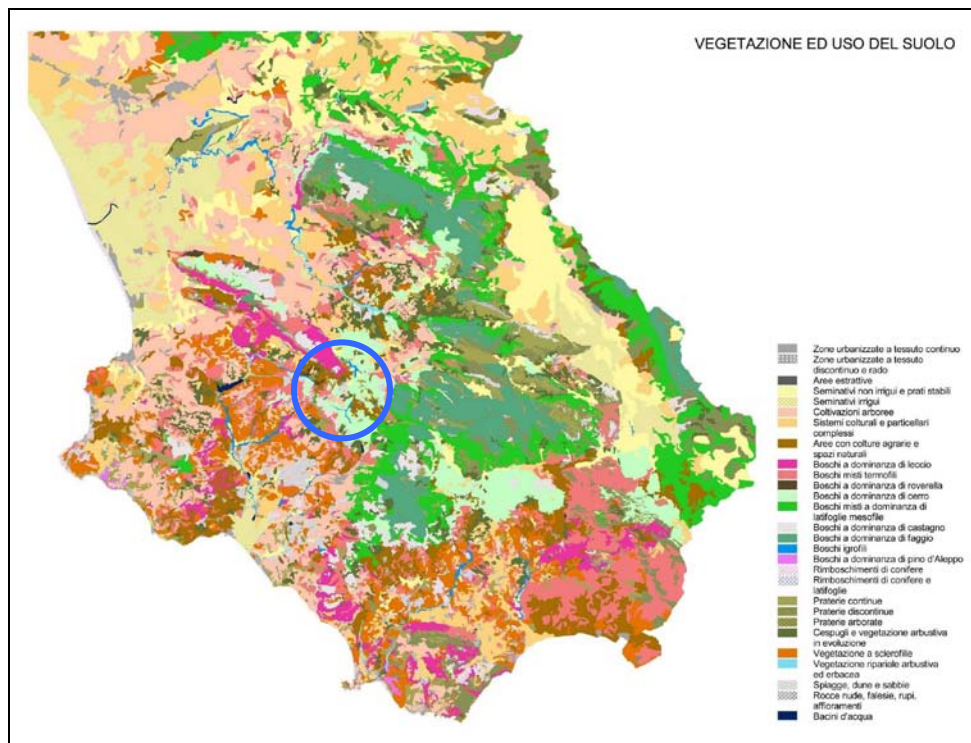 VEGETAZIONE ED USO DEL SUOLO
Zone urbanizzate a tessuto continuo
Zone urbanizzate a tessuto
discontinuo e rado
Aree estrattive
Seminativi non irrigui e prati stabili
Seminativi irrigui
Coltivazioni arboree
Sistemi colturali e particellari
complessi
Aree con colture agrarie e
spazi naturali
Boschi a dominanza di leccio
Boschi misti termofili
Boschi a dominanza di roverella
Boschi a dominanza di cerro
Boschi misti a dominanza di
latifoglie mesofile
Boschi a dominanza di castagno
Boschi a dominanza di faggio
Boschi igrofili
Boschi a dominanza di pino d'Aleppo
Rimboschimenti di conifere
Rimboschimenti di conifere e
latifoglie
Praterie continue
Praterie discontinue
Praterie arborate
Cespugli e vegetazione arbustiva
in evoluzione
Vegetazione a sclerofille
Vegetazione ripariale arbustiva
ed erbacea
Spiagge, dune e sabbie
Rocce nude, falesie, rupi,
affioramenti
Bacini d'acqua